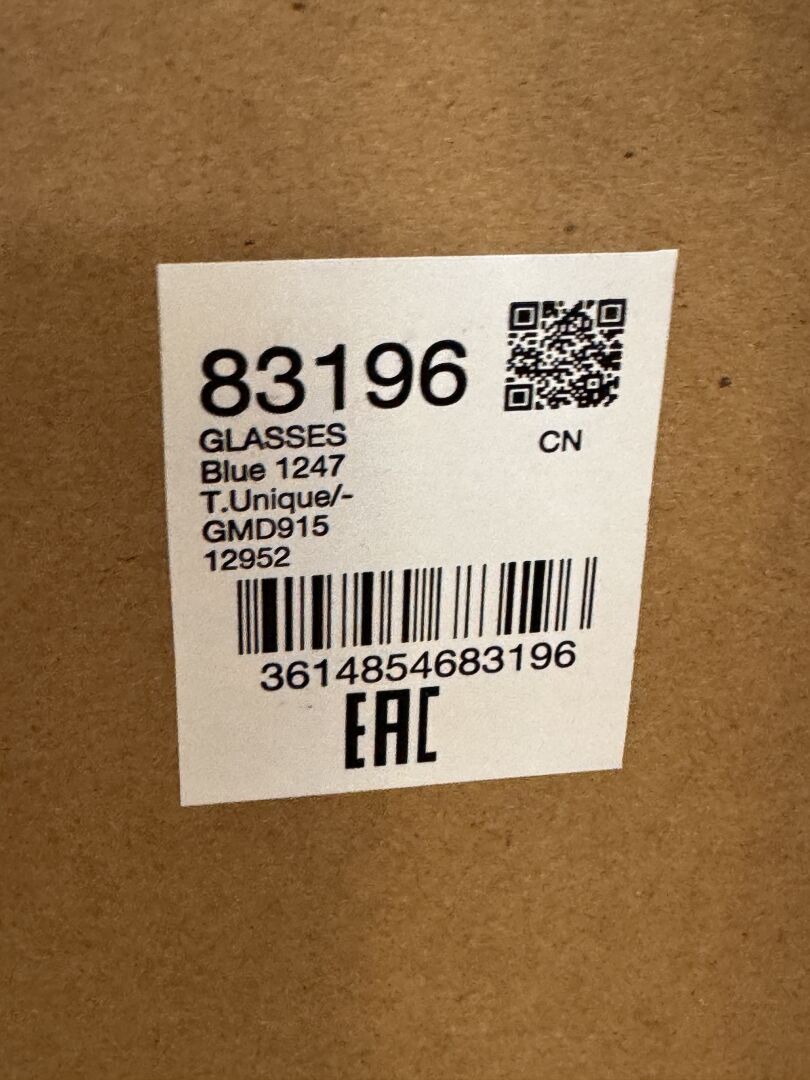 83196
CN
GLASSES
Blue 1247
T.Unique/-
GMD915
12952
3614854683196
EAC